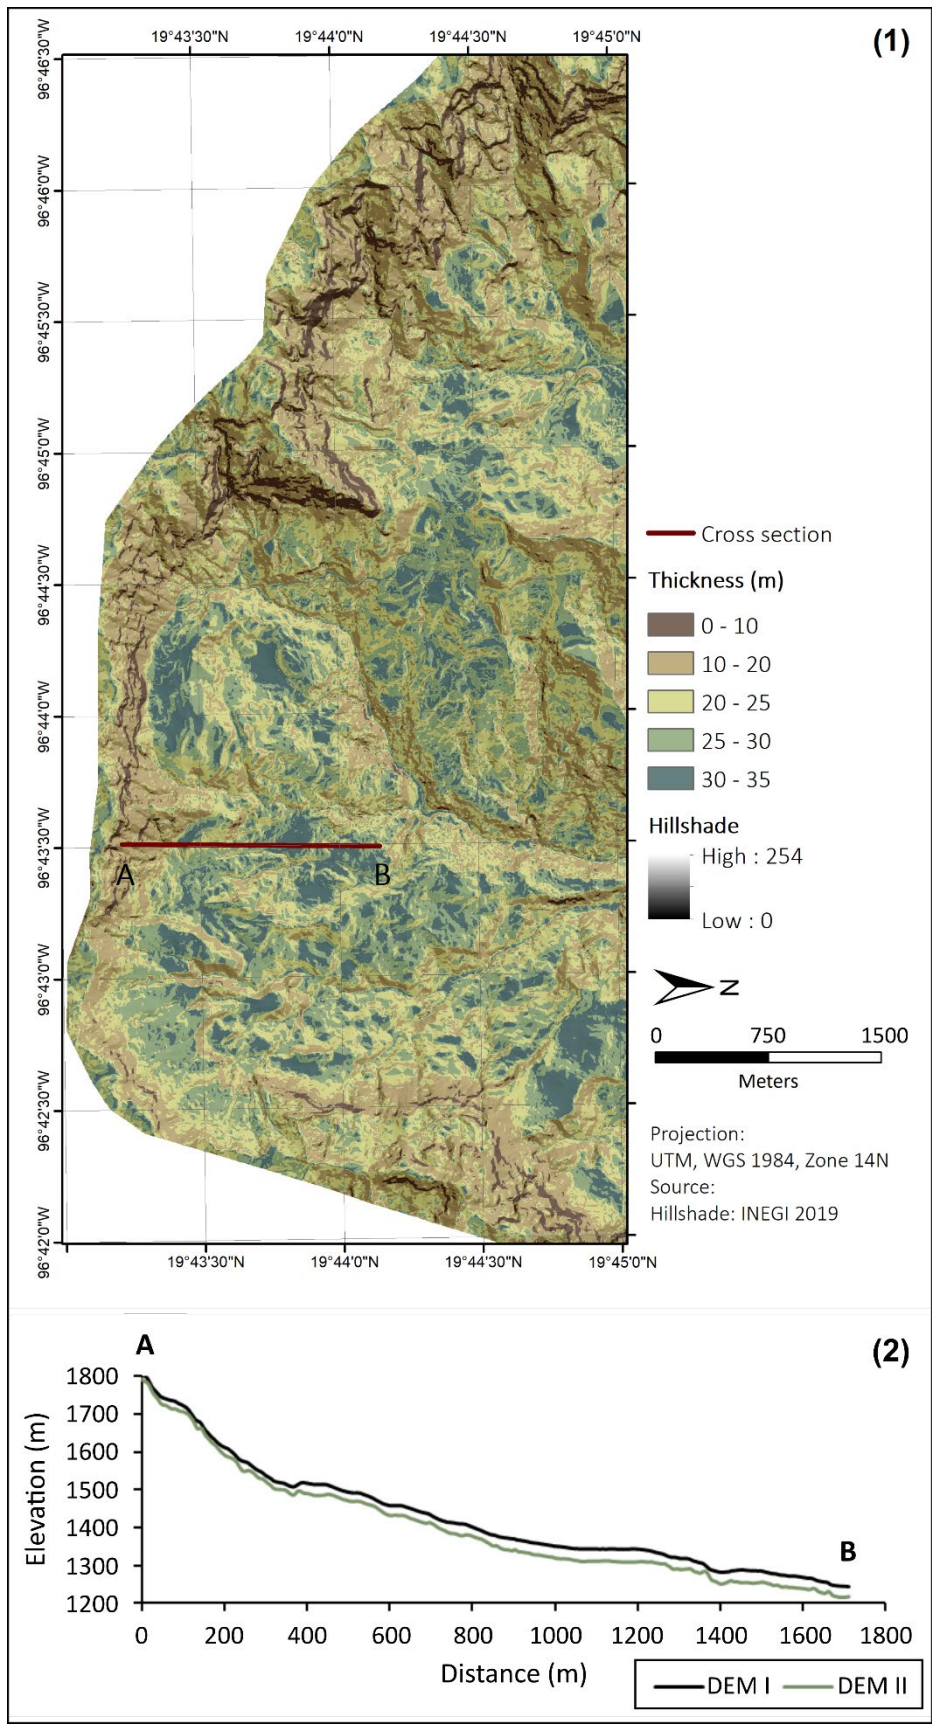 (1)
19°43'30"N 19°44'0"N 19°44'30"N 19°45'0"N
96°46'30"W
96°46'0"W
96°45'30"W
96°45'0"W
96°44'30"W
96°44'0"W
96°43'30"W
96°43'0"W
96°42'30"W
96°42'0"W
A B
19°43'30"N 19°44'0"N 19°44'30"N 19°45'0"N
Cross section
Thickness (m)
0 - 10
10 - 20
20 - 25
25 - 30
30 - 35
Hillshade
High : 254
Low : 0
N
0 750 1500
Meters
Projection:
UTM, WGS 1984, Zone 14N
Source:
Hillshade: INEGI 2019
(2)
A
B
Elevation (m)
1800
1700
1600
1500
1400
1300
1200
0 200 400 600 800 1000 1200 1400 1600 1800
Distance (m)
DEM I DEM II